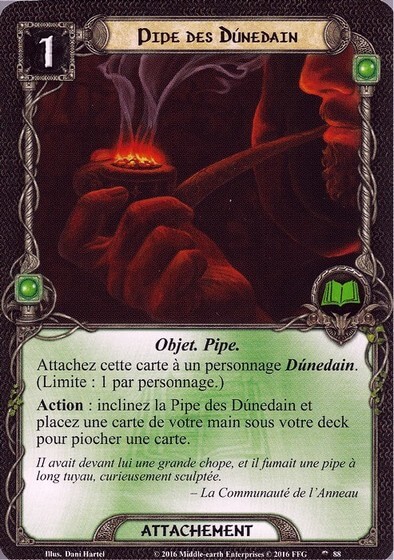 1
Pipe des Dúnedain
Objet. Pipe.
Attachez cette carte à un personnage Dúnedain.
(Limite : 1 par personnage.)
Action : inclinez la Pipe des Dúnedain et
placez une carte de votre main sous votre deck
pour piocher une carte.
Il avait devant lui une grande chope, et il fumait une pipe à
long tuyau, curieusement sculptée.
– La Communauté de l'Anneau
ATTACHEMENT
Illus. Dani Hartel © 2016 Middle-earth Enterprises © 2016 FFG 88